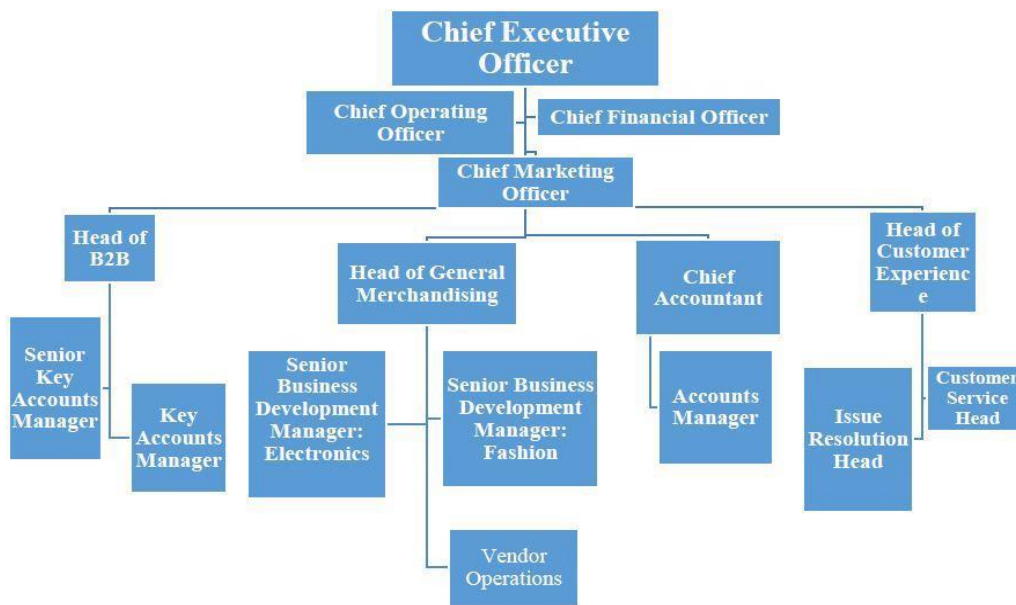 Chief Executive
Officer
Chief Operating
Officer
Chief Financial Officer
Chief Marketing
Officer
Head of
B2B
Head of General
Merchandising
Chief
Accountant
Head of
Customer
Experienc
e
Senior
Key
Accounts
Manager
Key
Accounts
Manager
Senior
Business
Development
Manager:
Electronics
Senior Business
Development
Manager:
Fashion
Vendor
Operations
Accounts
Manager
Issue
Resolution
Head
Customer
Service
Head